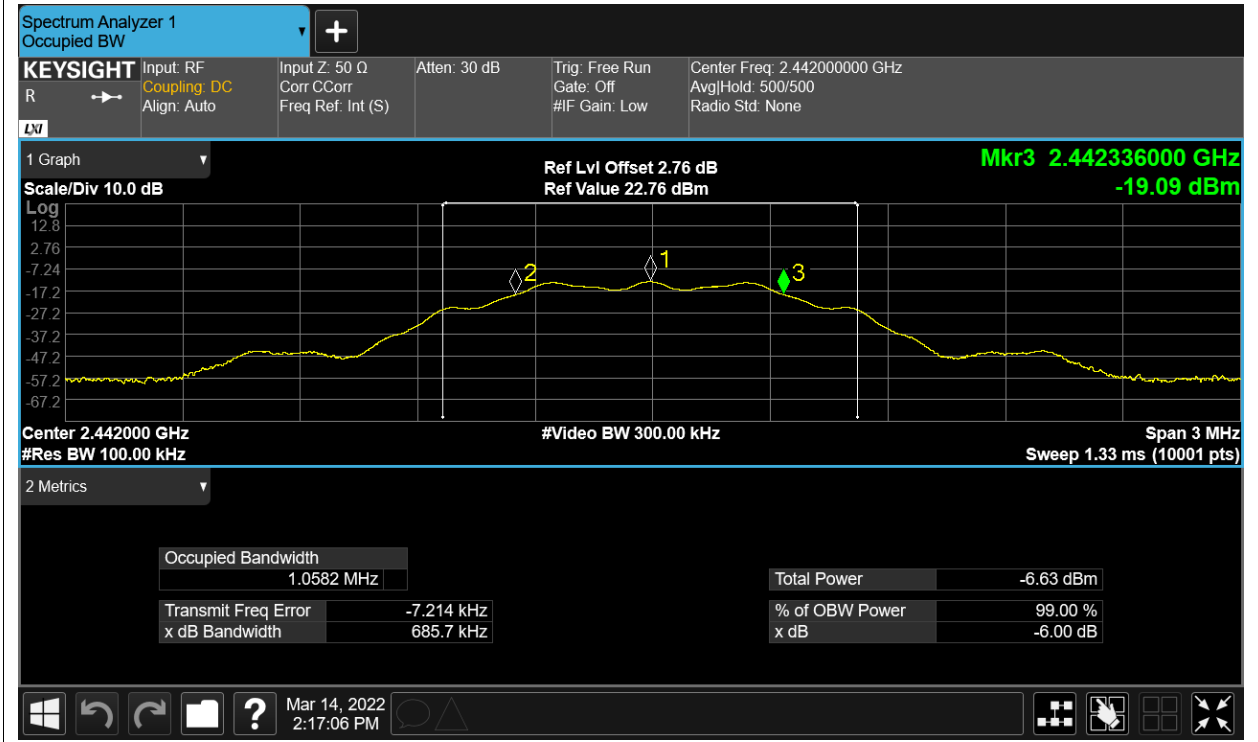 Spectrum Analyzer 1
Occupied BW
KEYSIGHT
R
LXI
Input: RF
Coupling: DC
Align: Auto
Input Z: 50 Ω
Corr CCorr
Freq Ref: Int (S)
Atten: 30 dB
Trig: Free Run
Gate: Off
#IF Gain: Low
Center Freq: 2.442000000 GHz
Avg|Hold: 500/500
Radio Std: None
1 Graph
Scale/Div 10.0 dB
Ref Lvl Offset 2.76 dB
Ref Value 22.76 dBm
Mkr3 2.442336000 GHz
-19.09 dBm
Log
12.8
2.76
-7.24
-17.2
-27.2
-37.2
-47.2
-57.2
-67.2
2
1
3
Center 2.442000 GHz
#Video BW 300.00 kHz
Span 3 MHz
#Res BW 100.00 kHz
Sweep 1.33 ms (10001 pts)
2 Metrics
Occupied Bandwidth
1.0582 MHz
Transmit Freq Error -7.214 kHz
x dB Bandwidth 685.7 kHz
Total Power -6.63 dBm
% of OBW Power 99.00 %
x dB -6.00 dB
?
Mar 14, 2022
2:17:06 PM